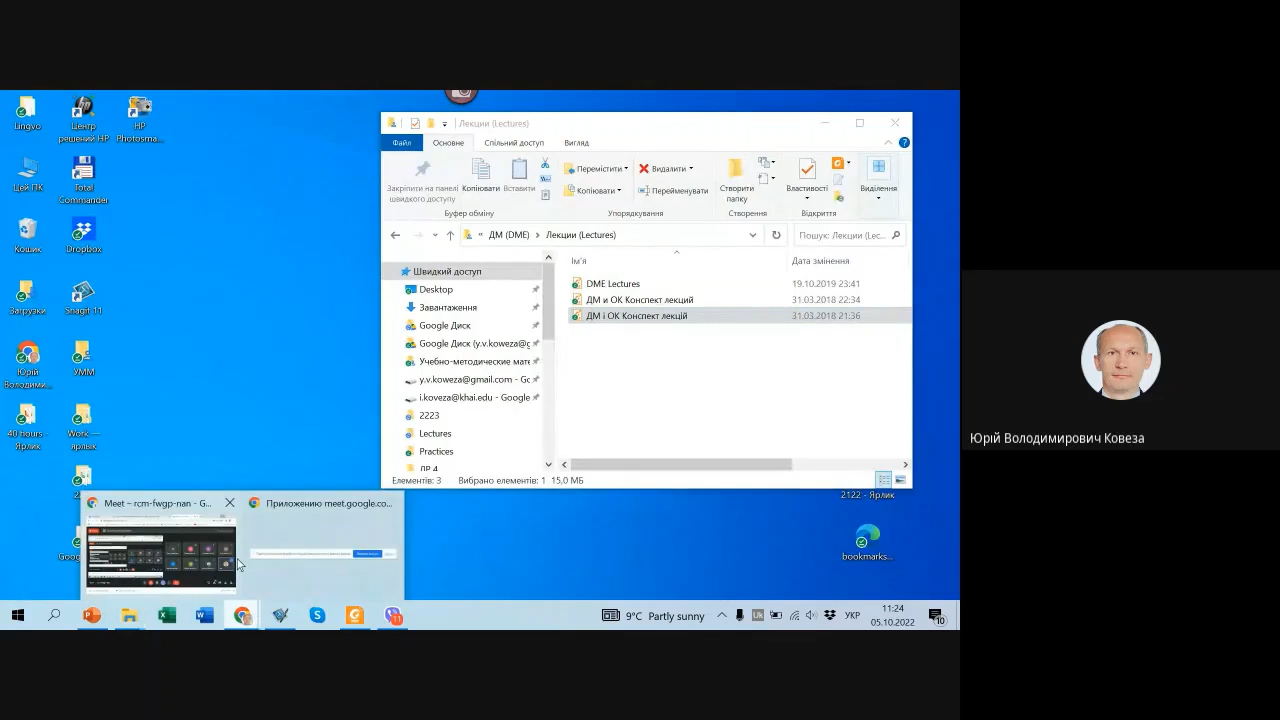 Lingvo
Центр
решений HP
HP
Photosma...
Цей ПК
Total
Commander
Кошик
Dropbox
Загрузки
Snagit 11
Юрій
Володими...
УММ
40 hours -
Ярлик
Work —
ярлык
Лекции (Lectures)
Файл
Основне
Спільний доступ
Вигляд
Закріпити на панелі
швидкого доступу
Копіювати
Вставити
Перемістити
Копіювати
Видалити
Перейменувати
Створити
папку
Властивості
Виділення
Буфер обміну
Упорядкування
Створення
Відкриття
« ДМ (DME) › Лекции (Lectures)
Пошук: Лекции (Lec...
Швидкий доступ
Desktop
Завантаження
Google Диск
Google Диск (y.v.koweza@g
Учебно-методические мате
y.v.koweza@gmail.com - Gc
i.koveza@khai.edu - Google
2223
Lectures
Practices
ЛР 4
Ім'я
Дата змінення
DME Lectures 19.10.2019 23:41
ДМ и ОК Конспект лекций 31.03.2018 22:34
ДМ і ОК Конспект лекцій 31.03.2018 21:36
Елементів: 3
Вибрано елементів: 1 15,0 МБ
2122 - Ярлик
bookmarks...
Meet – rcm-fwgp-nan - G...
Приложению meet.google.co...
9°C Partly sunny
УКР
11:24
05.10.2022
10
11
Юрій Володимирович Ковеза